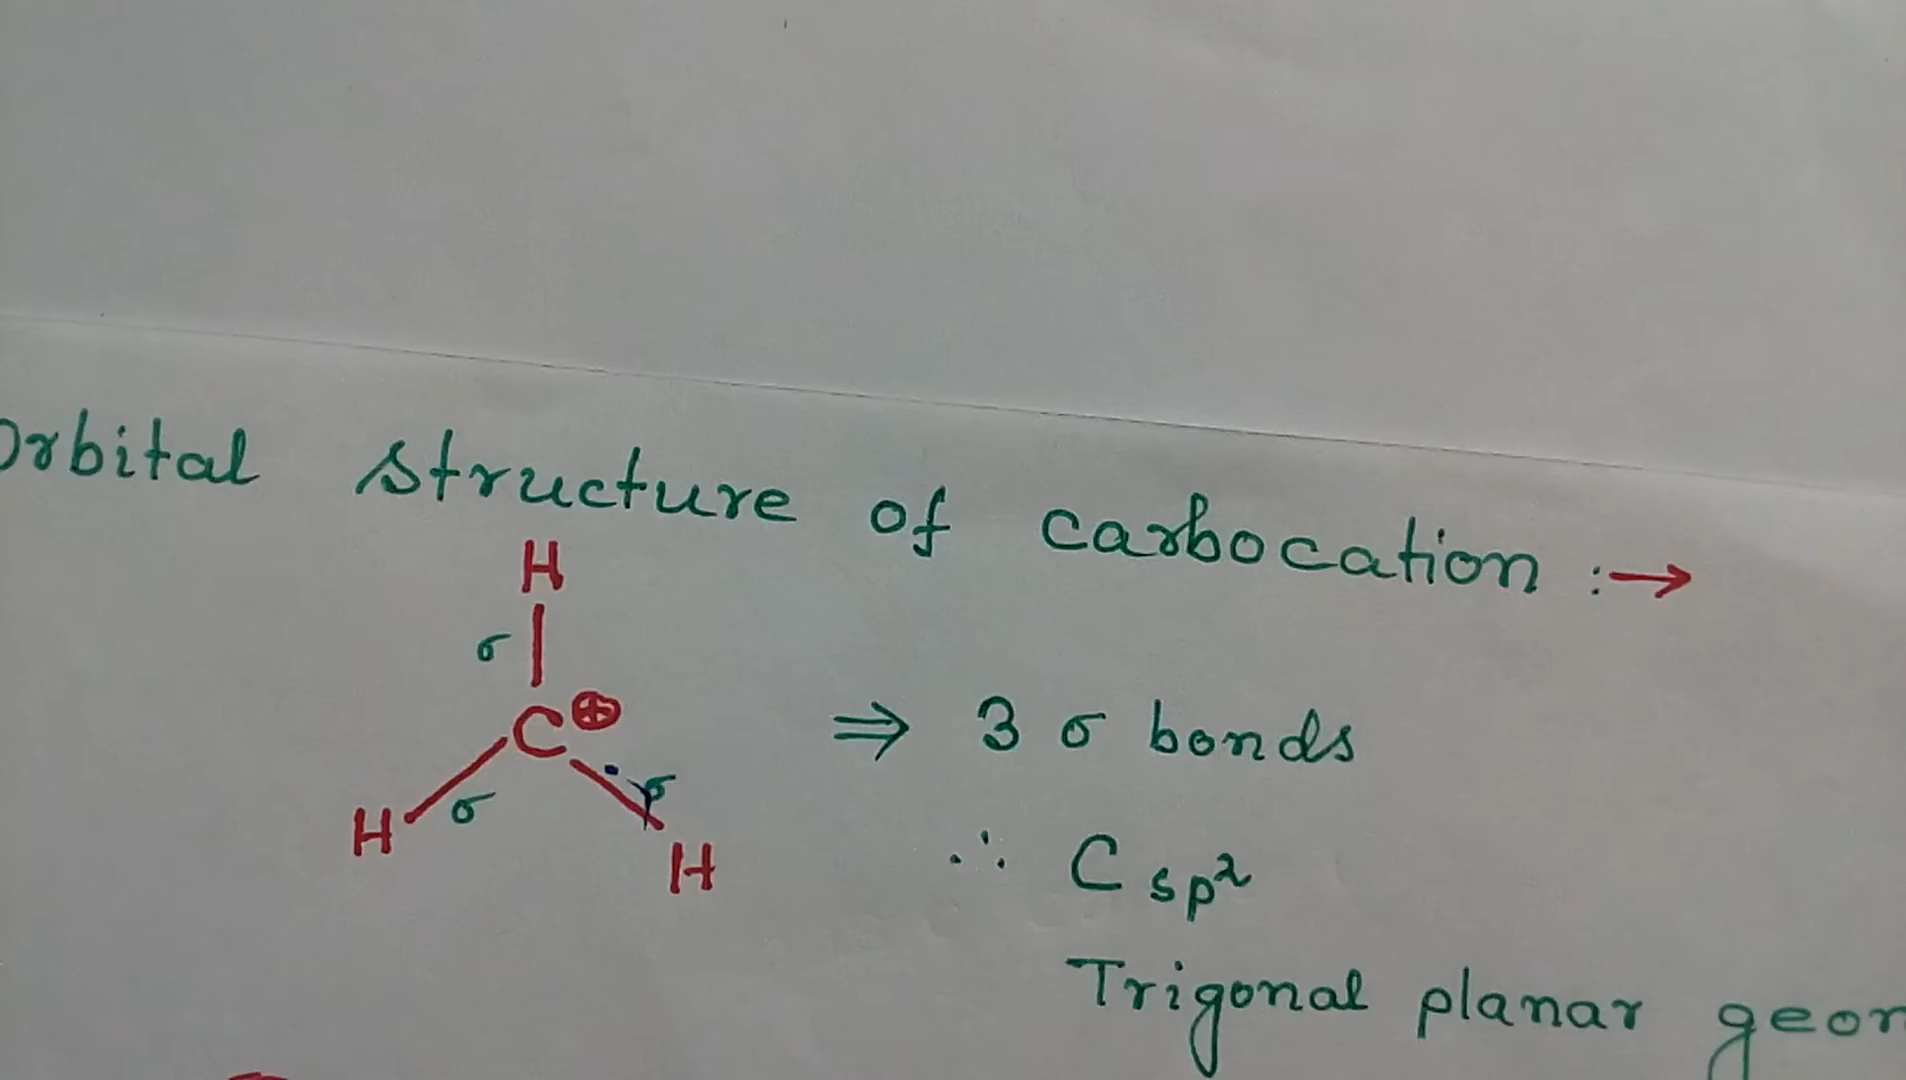 Orbital structure of carbocation :→
H
σ
C⊕ ⇒ 3 σ bonds
σ σ
H H
∴ C sp²
Trigonal planar geom